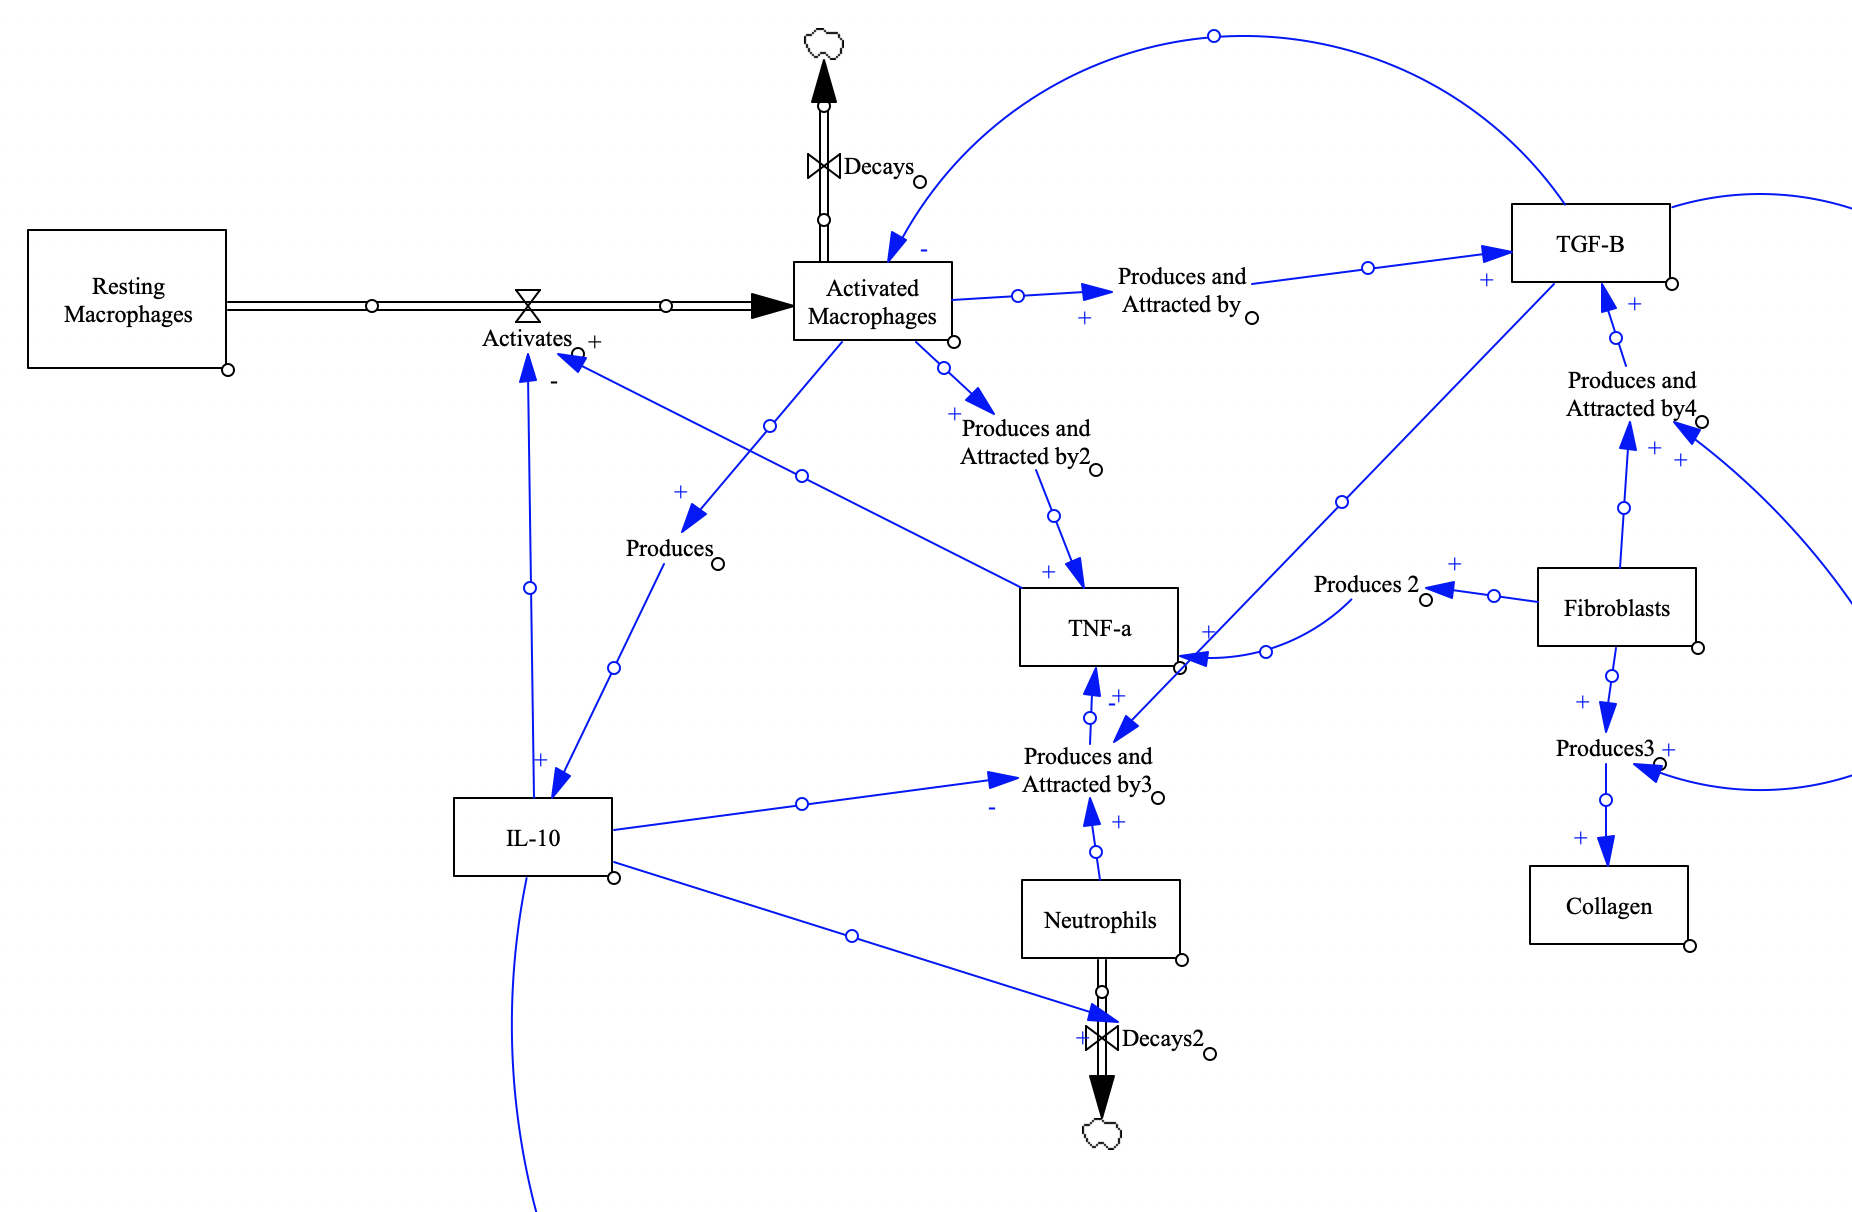 Decays
-
TGF-B
Produces and
Attracted by
+
+
+
Resting
Macrophages
Activated
Macrophages
Activates
+
-
Produces and
Attracted by4
+
+
+
Produces and
Attracted by2
+
Produces
+
TNF-a
+
Produces 2
+
Fibroblasts
+
-
Produces and
Attracted by3
+
Produces3
+
+
-
IL-10
+
+
Neutrophils
Collagen
+
Decays2